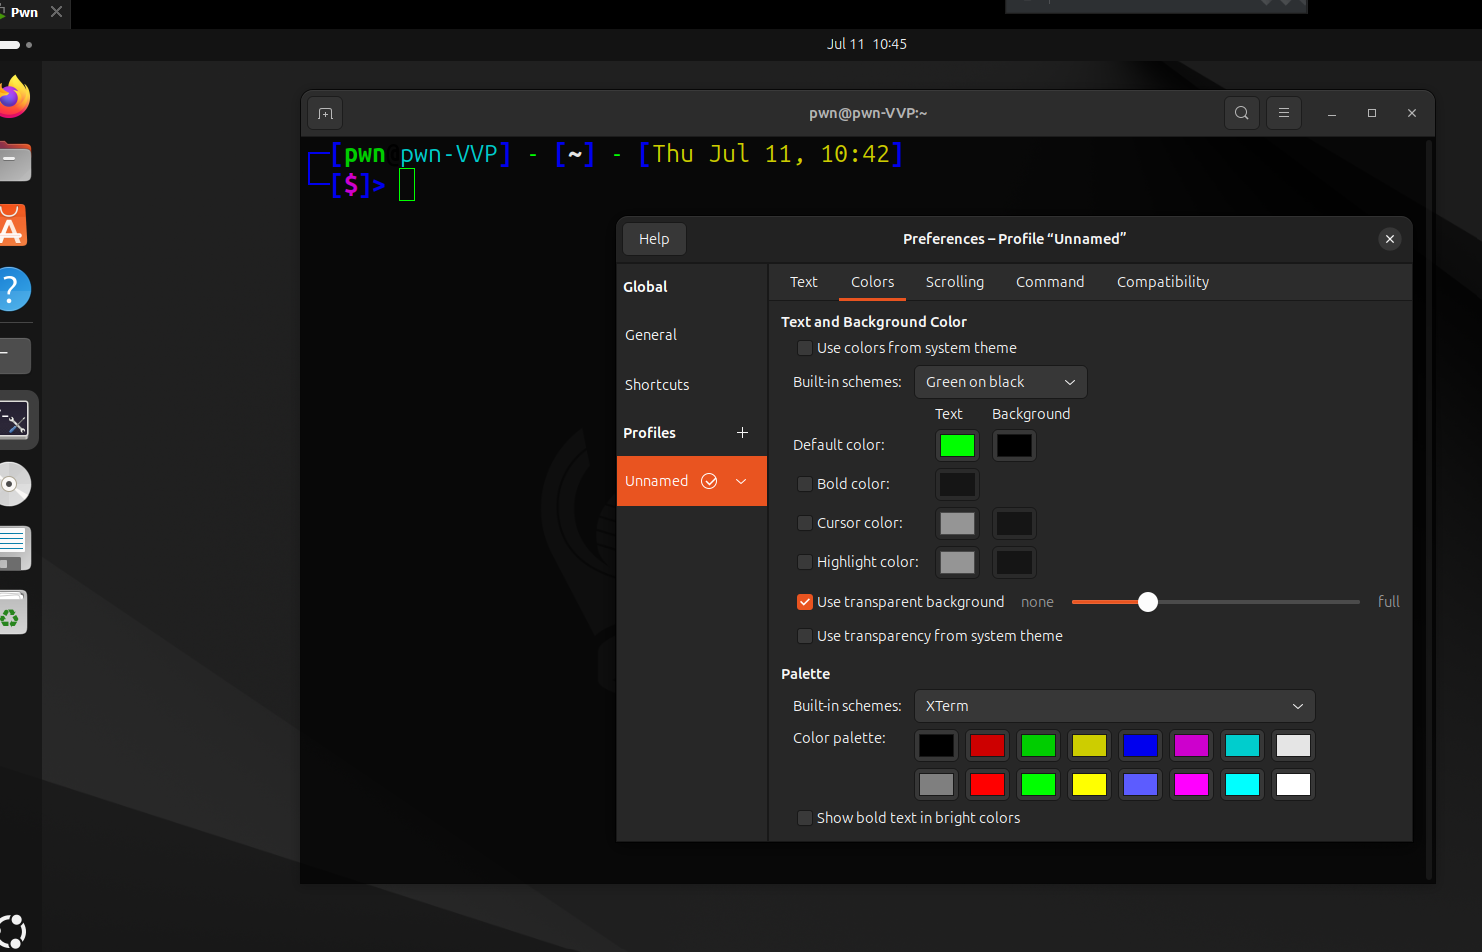 Pwn
Jul 11 10:45
pwn@pwn-VVP:~
[pwn pwn-VVP] - [~] - [Thu Jul 11, 10:42]
[$]>
Help
Preferences – Profile “Unnamed”
Global
General
Shortcuts
Profiles
Unnamed
Text Colors Scrolling Command Compatibility
Text and Background Color
Use colors from system theme
Built-in schemes: Green on black
Text Background
Default color:
Bold color:
Cursor color:
Highlight color:
Use transparent background none full
Use transparency from system theme
Palette
Built-in schemes: XTerm
Color palette:
Show bold text in bright colors